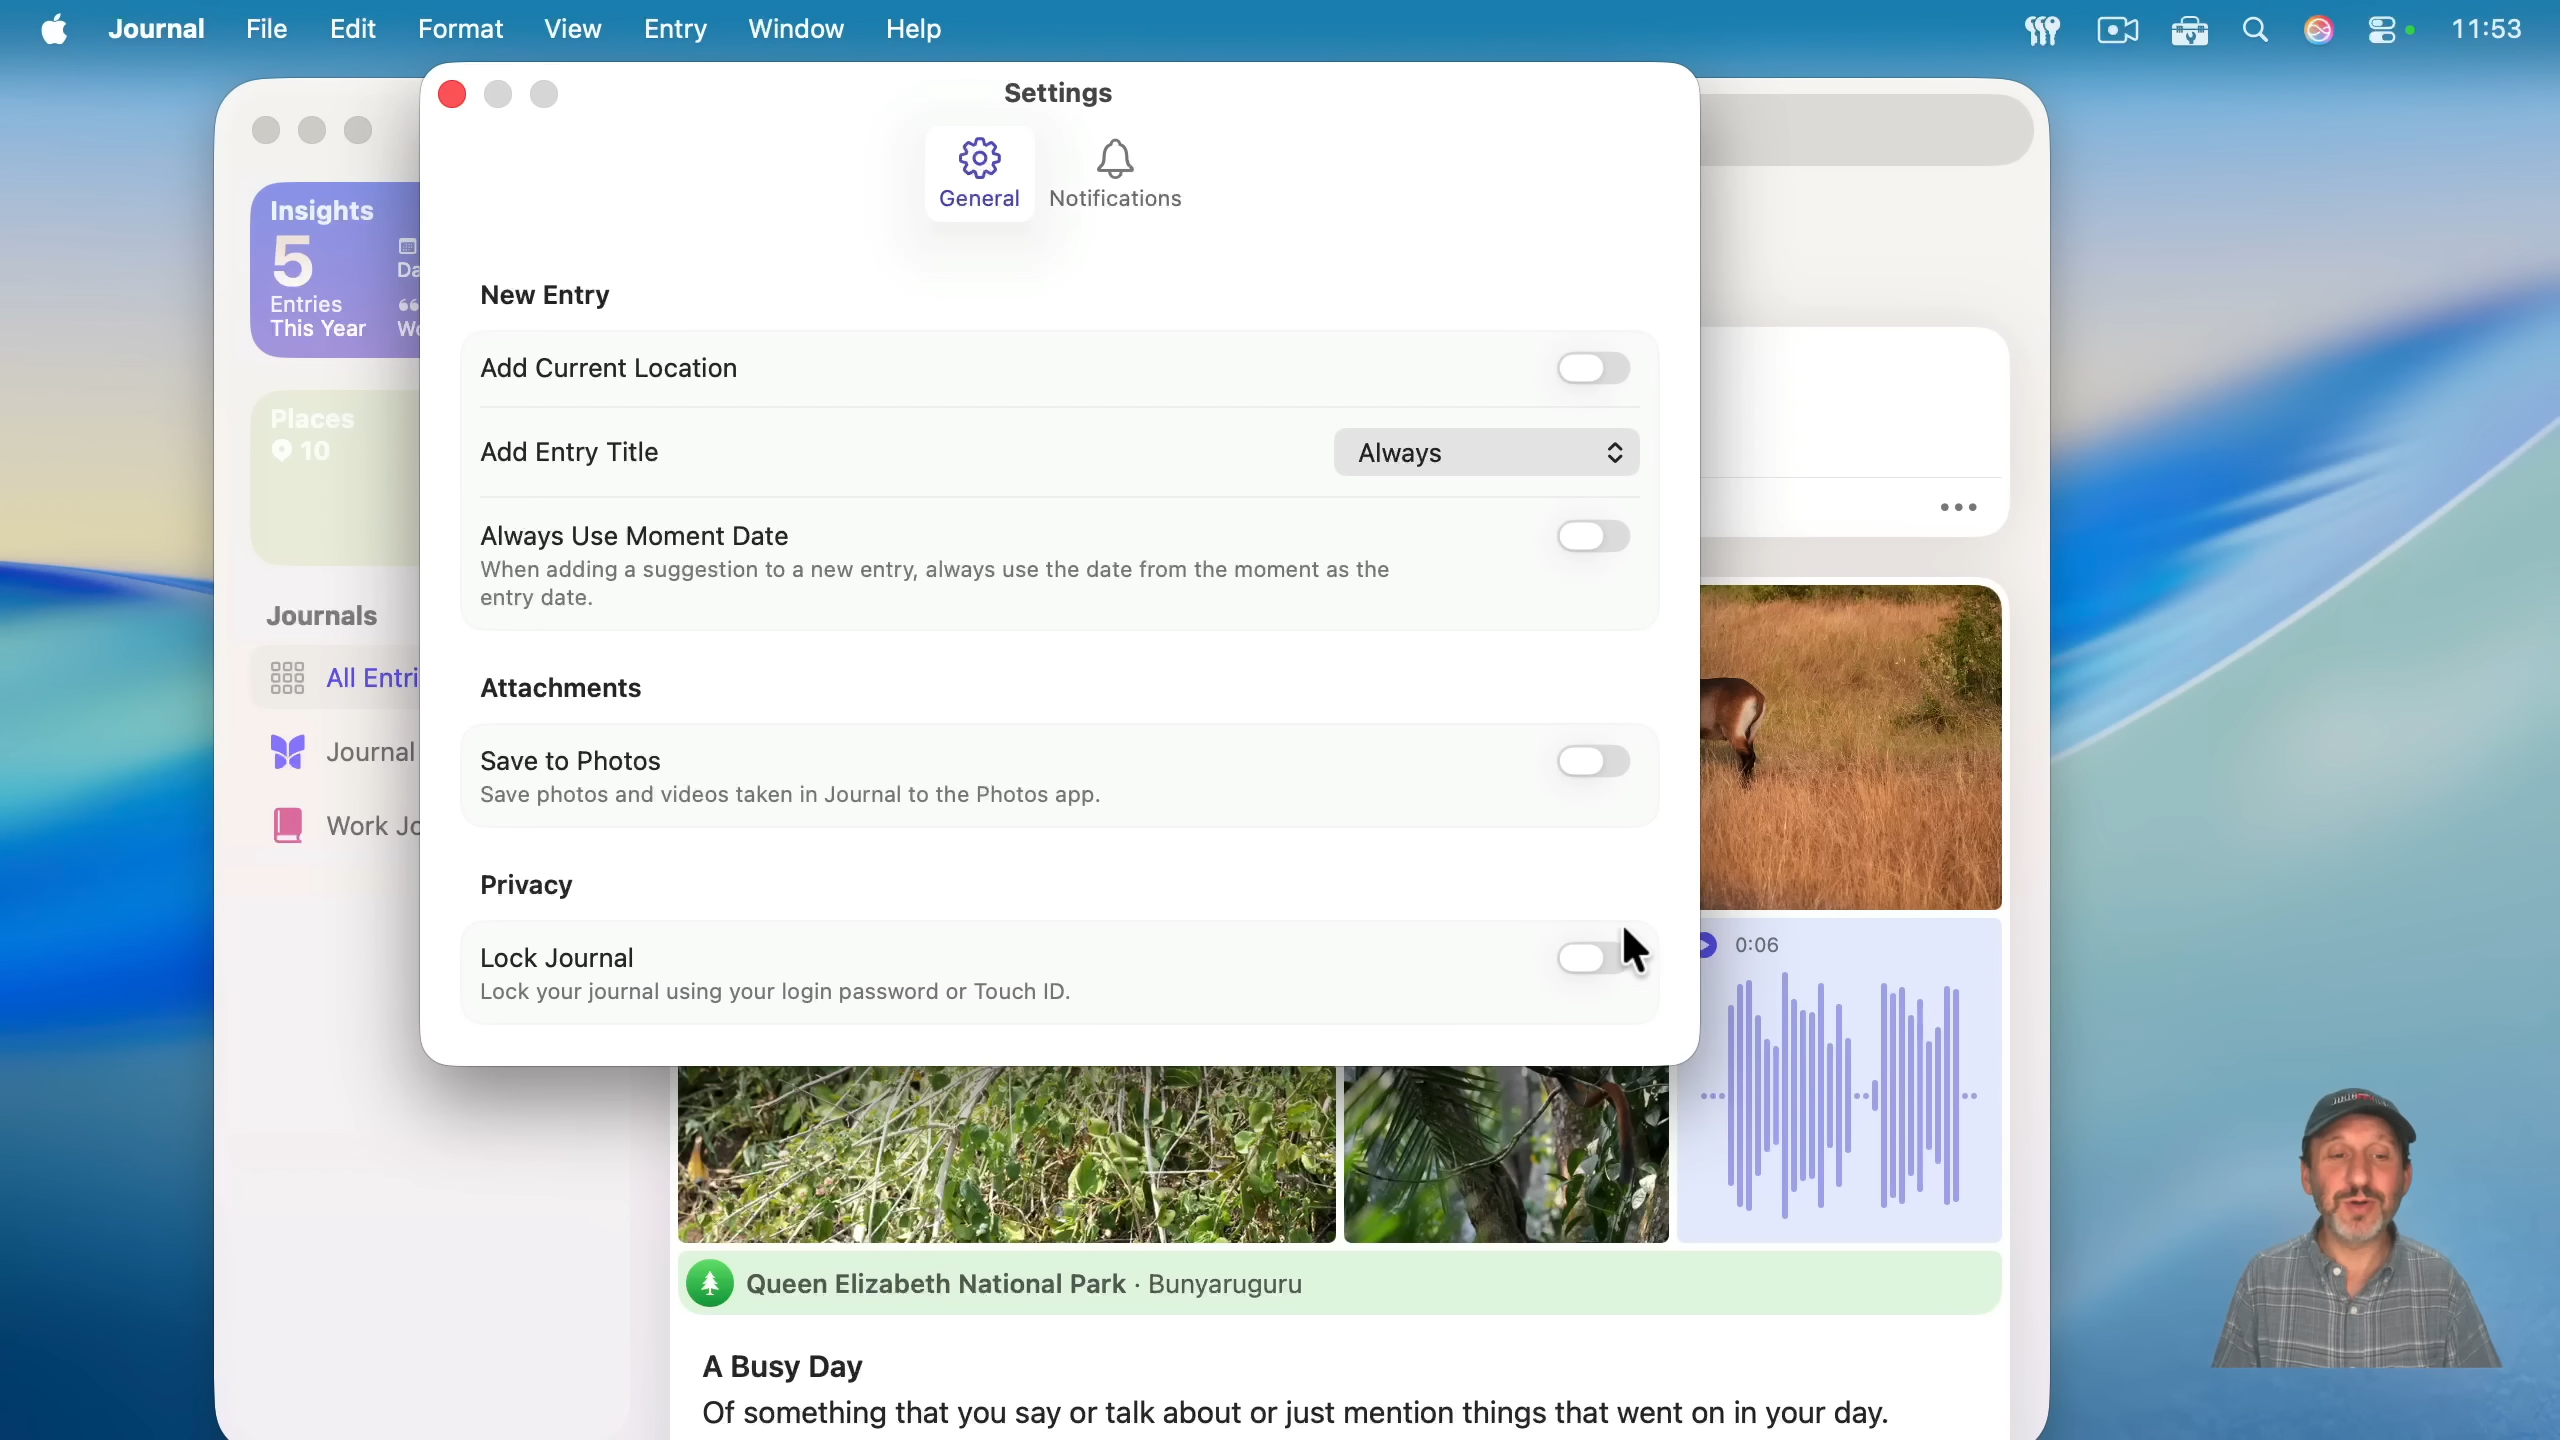 Journal File Edit Format View Entry Window Help 11:53
Settings
General Notifications
New Entry
Add Current Location
Add Entry Title Always
Always Use Moment Date
When adding a suggestion to a new entry, always use the date from the moment as the
entry date.
Attachments
Save to Photos
Save photos and videos taken in Journal to the Photos app.
Privacy
Lock Journal
Lock your journal using your login password or Touch ID.
Insights
5
Entries
This Year
Da
Wo
Places
10
Journals
All Entri
Journal
Work Jo
0:06
Queen Elizabeth National Park · Bunyaruguru
A Busy Day
Of something that you say or talk about or just mention things that went on in your day.